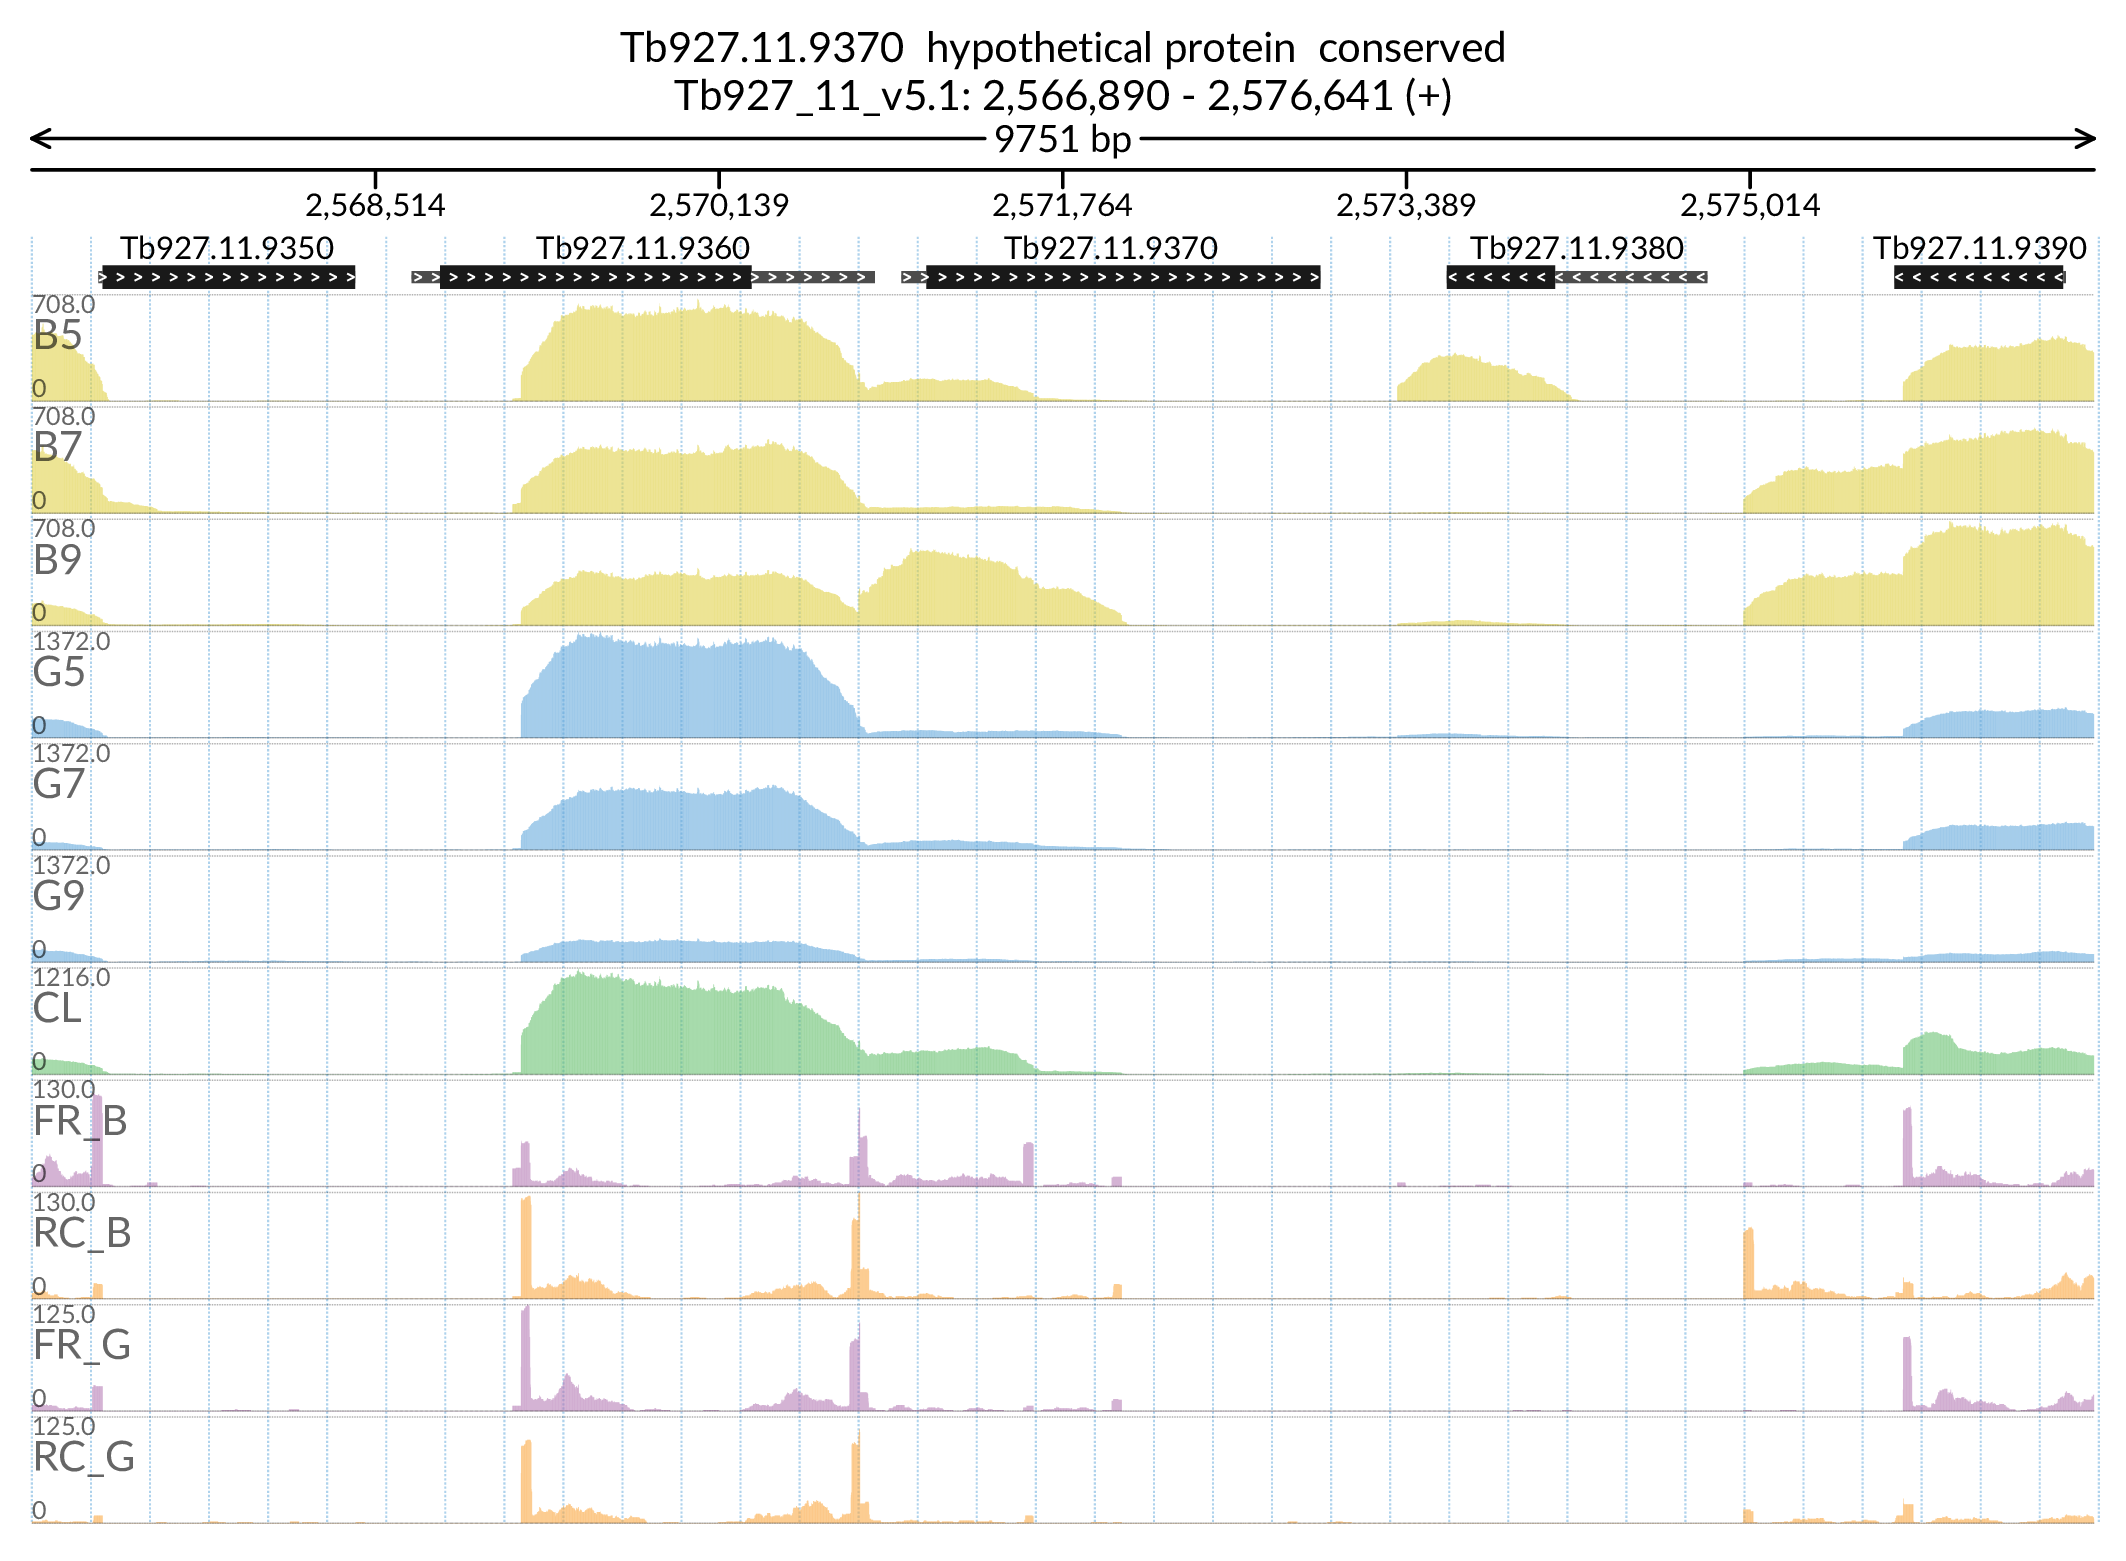 Tb927.11.9370 hypothetical protein conserved
Tb927_11_v5.1: 2,566,890 - 2,576,641 (+)
9751 bp
2,568,514 2,570,139 2,571,764 2,573,389 2,575,014
Tb927.11.9350 Tb927.11.9360 Tb927.11.9370 Tb927.11.9380 Tb927.11.9390
708.0
B5
0
708.0
B7
0
708.0
B9
0
1372.0
G5
0
1372.0
G7
0
1372.0
G9
0
1216.0
CL
0
130.0
FR_B
0
130.0
RC_B
0
125.0
FR_G
0
125.0
RC_G
0